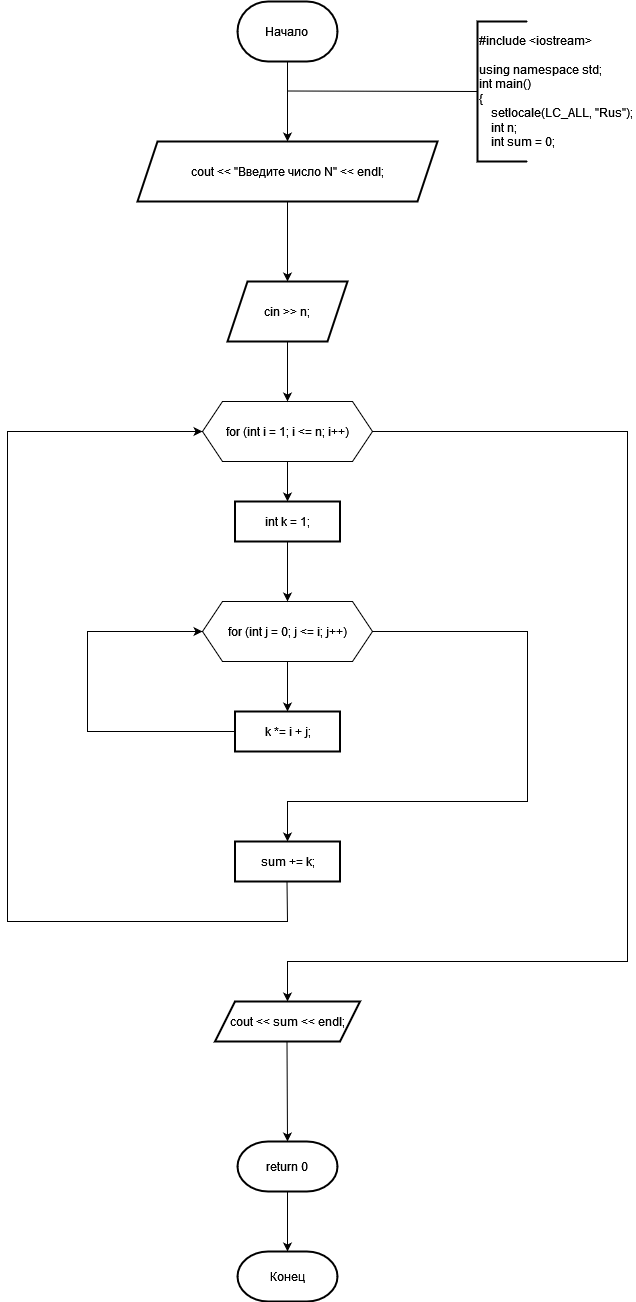 Начало
#include <iostream>
using namespace std;
int main()
{
setlocale(LC_ALL, "Rus");
int n;
int sum = 0;
cout << "Введите число N" << endl;
cin >> n;
for (int i = 1; i <= n; i++)
int k = 1;
for (int j = 0; j <= i; j++)
k *= i + j;
sum += k;
cout << sum << endl;
return 0
Конец